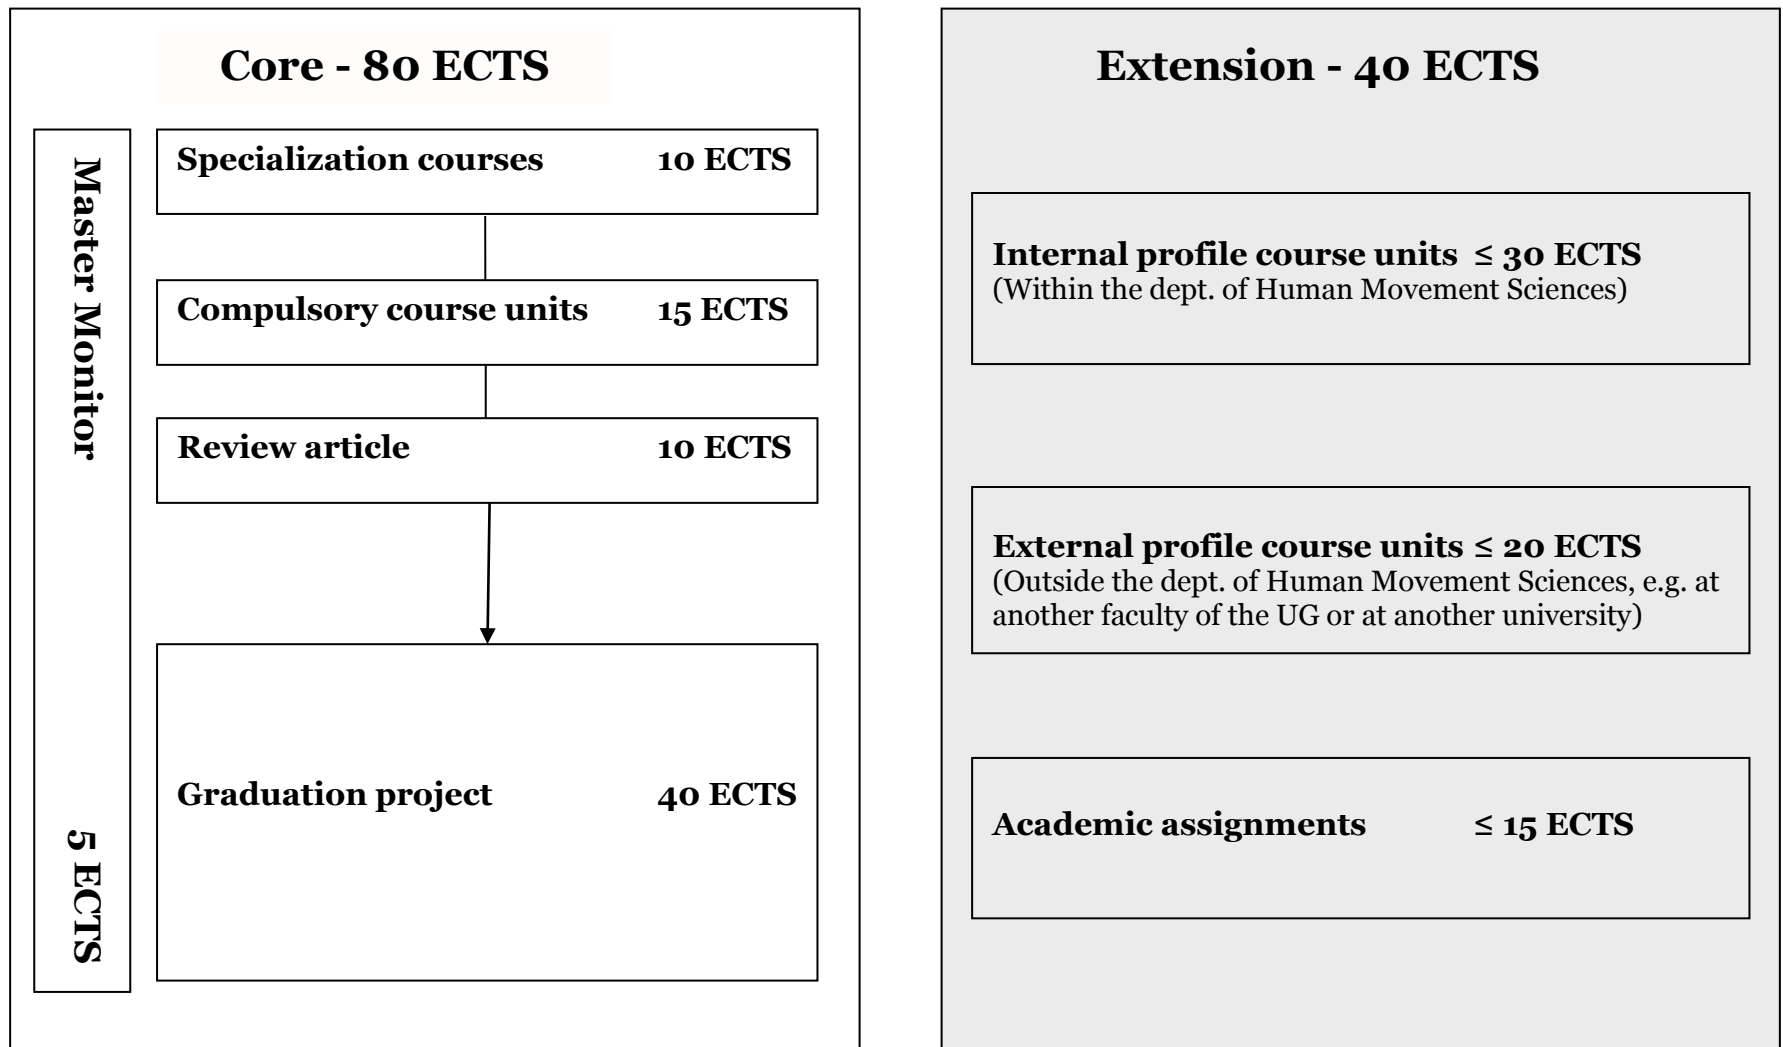 Core - 80 ECTS
Master Monitor 5 ECTS
Specialization courses 10 ECTS
Compulsory course units 15 ECTS
Review article 10 ECTS
Graduation project 40 ECTS
Extension - 40 ECTS
Internal profile course units ≤ 30 ECTS
(Within the dept. of Human Movement Sciences)
External profile course units ≤ 20 ECTS
(Outside the dept. of Human Movement Sciences, e.g. at
another faculty of the UG or at another university)
Academic assignments ≤ 15 ECTS